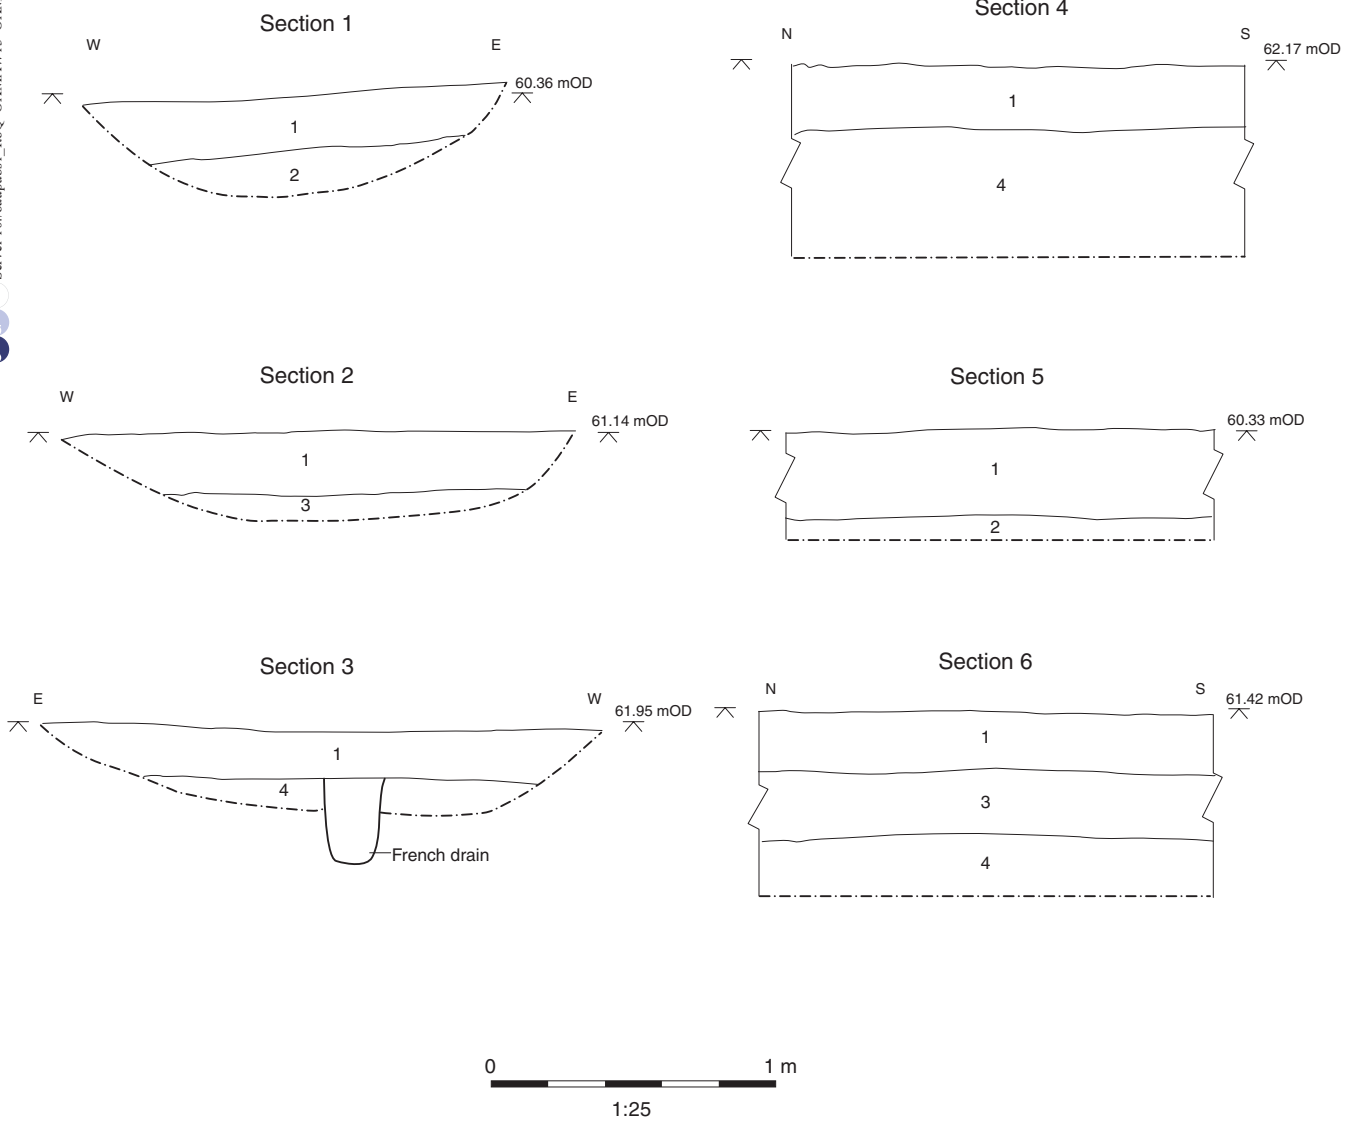 Section 1
W
E
60.36 mOD
1
2
Section 2
W
E
61.14 mOD
1
3
Section 3
E
W
61.95 mOD
1
4
French drain
Section 4
N
S
62.17 mOD
1
4
Section 5
60.33 mOD
1
2
Section 6
N
S
61.42 mOD
1
3
4
0
1 m
1:25